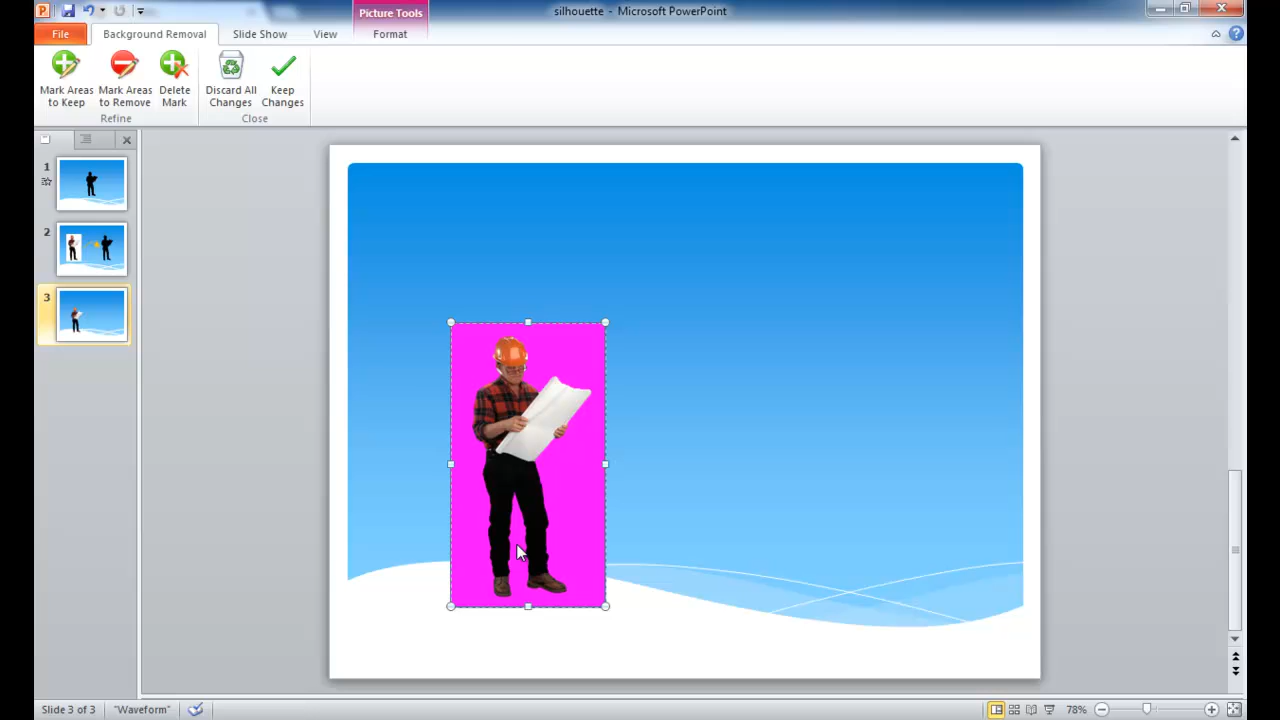 silhouette - Microsoft PowerPoint
Picture Tools
File
Background Removal
Slide Show
View
Format
Mark Areas to Keep
Mark Areas to Remove
Delete Mark
Discard All Changes
Keep Changes
Refine
Close
1
2
3
Slide 3 of 3
"Waveform"
78%